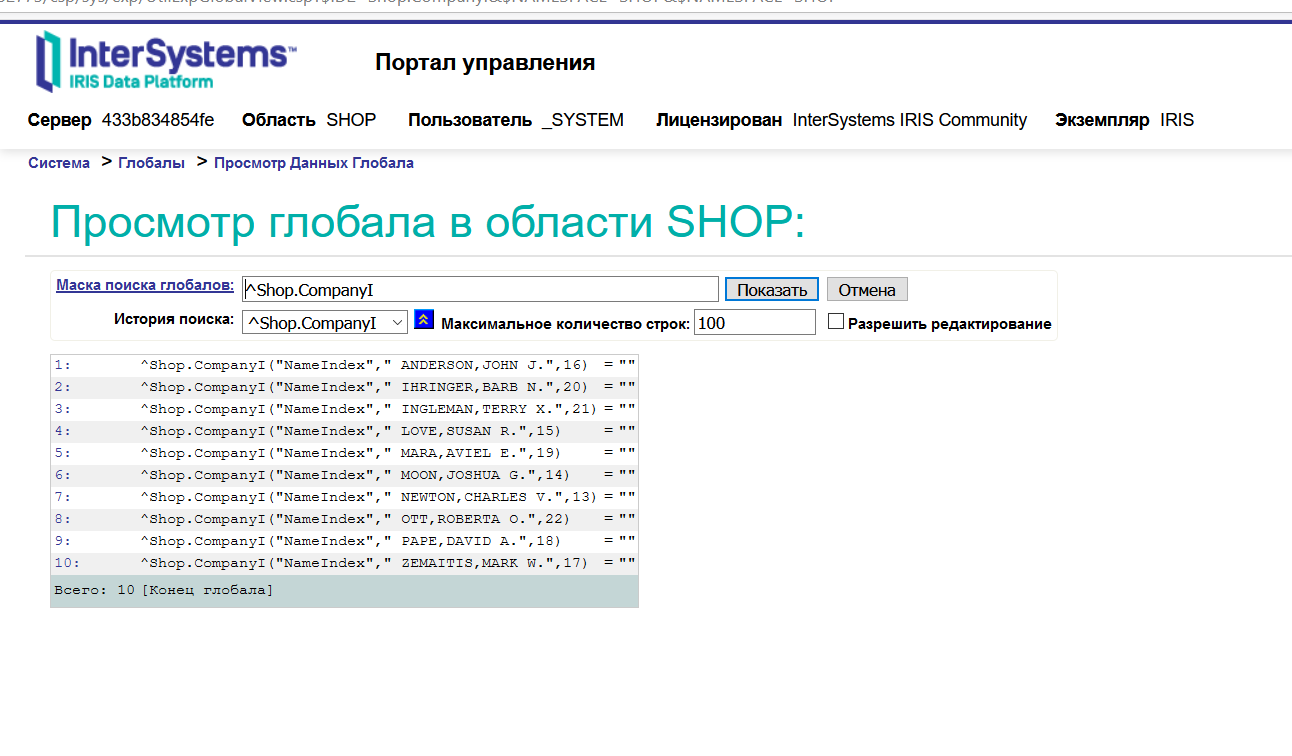 InterSystems™
IRIS Data Platform
Портал управления
Сервер 433b834854fe Область SHOP Пользователь _SYSTEM Лицензирован InterSystems IRIS Community Экземпляр IRIS
Система > Глобалы > Просмотр Данных Глобала
Просмотр глобала в области SHOP:
Маска поиска глобалов: ^Shop.CompanyI Показать Отмена
История поиска: ^Shop.CompanyI Максимальное количество строк: 100 Разрешить редактирование
1: ^Shop.CompanyI("NameIndex"," ANDERSON,JOHN J.",16) = ""
2: ^Shop.CompanyI("NameIndex"," IHRINGER,BARB N.",20) = ""
3: ^Shop.CompanyI("NameIndex"," INGLEMAN,TERRY X.",21) = ""
4: ^Shop.CompanyI("NameIndex"," LOVE,SUSAN R.",15) = ""
5: ^Shop.CompanyI("NameIndex"," MARA,AVIEL E.",19) = ""
6: ^Shop.CompanyI("NameIndex"," MOON,JOSHUA G.",14) = ""
7: ^Shop.CompanyI("NameIndex"," NEWTON,CHARLES V.",13) = ""
8: ^Shop.CompanyI("NameIndex"," OTT,ROBERTA O.",22) = ""
9: ^Shop.CompanyI("NameIndex"," PAPE,DAVID A.",18) = ""
10: ^Shop.CompanyI("NameIndex"," ZEMAITIS,MARK W.",17) = ""
Всего: 10 [Конец глобала]